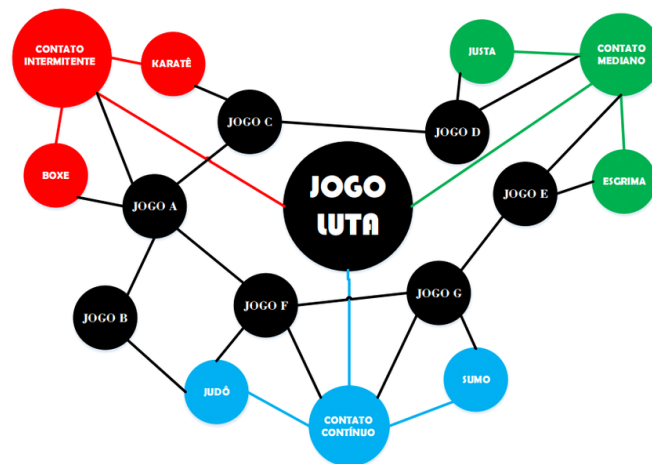 CONTATO
INTERMITENTE
KARATÊ
JUSTA
CONTATO
MEDIANO
JOGO C
JOGO D
BOXE
JOGO A
JOGO
LUTA
JOGO E
ESGRIMA
JOGO B
JOGO F
JOGO G
JUDÔ
SUMO
CONTATO
CONTÍNUO